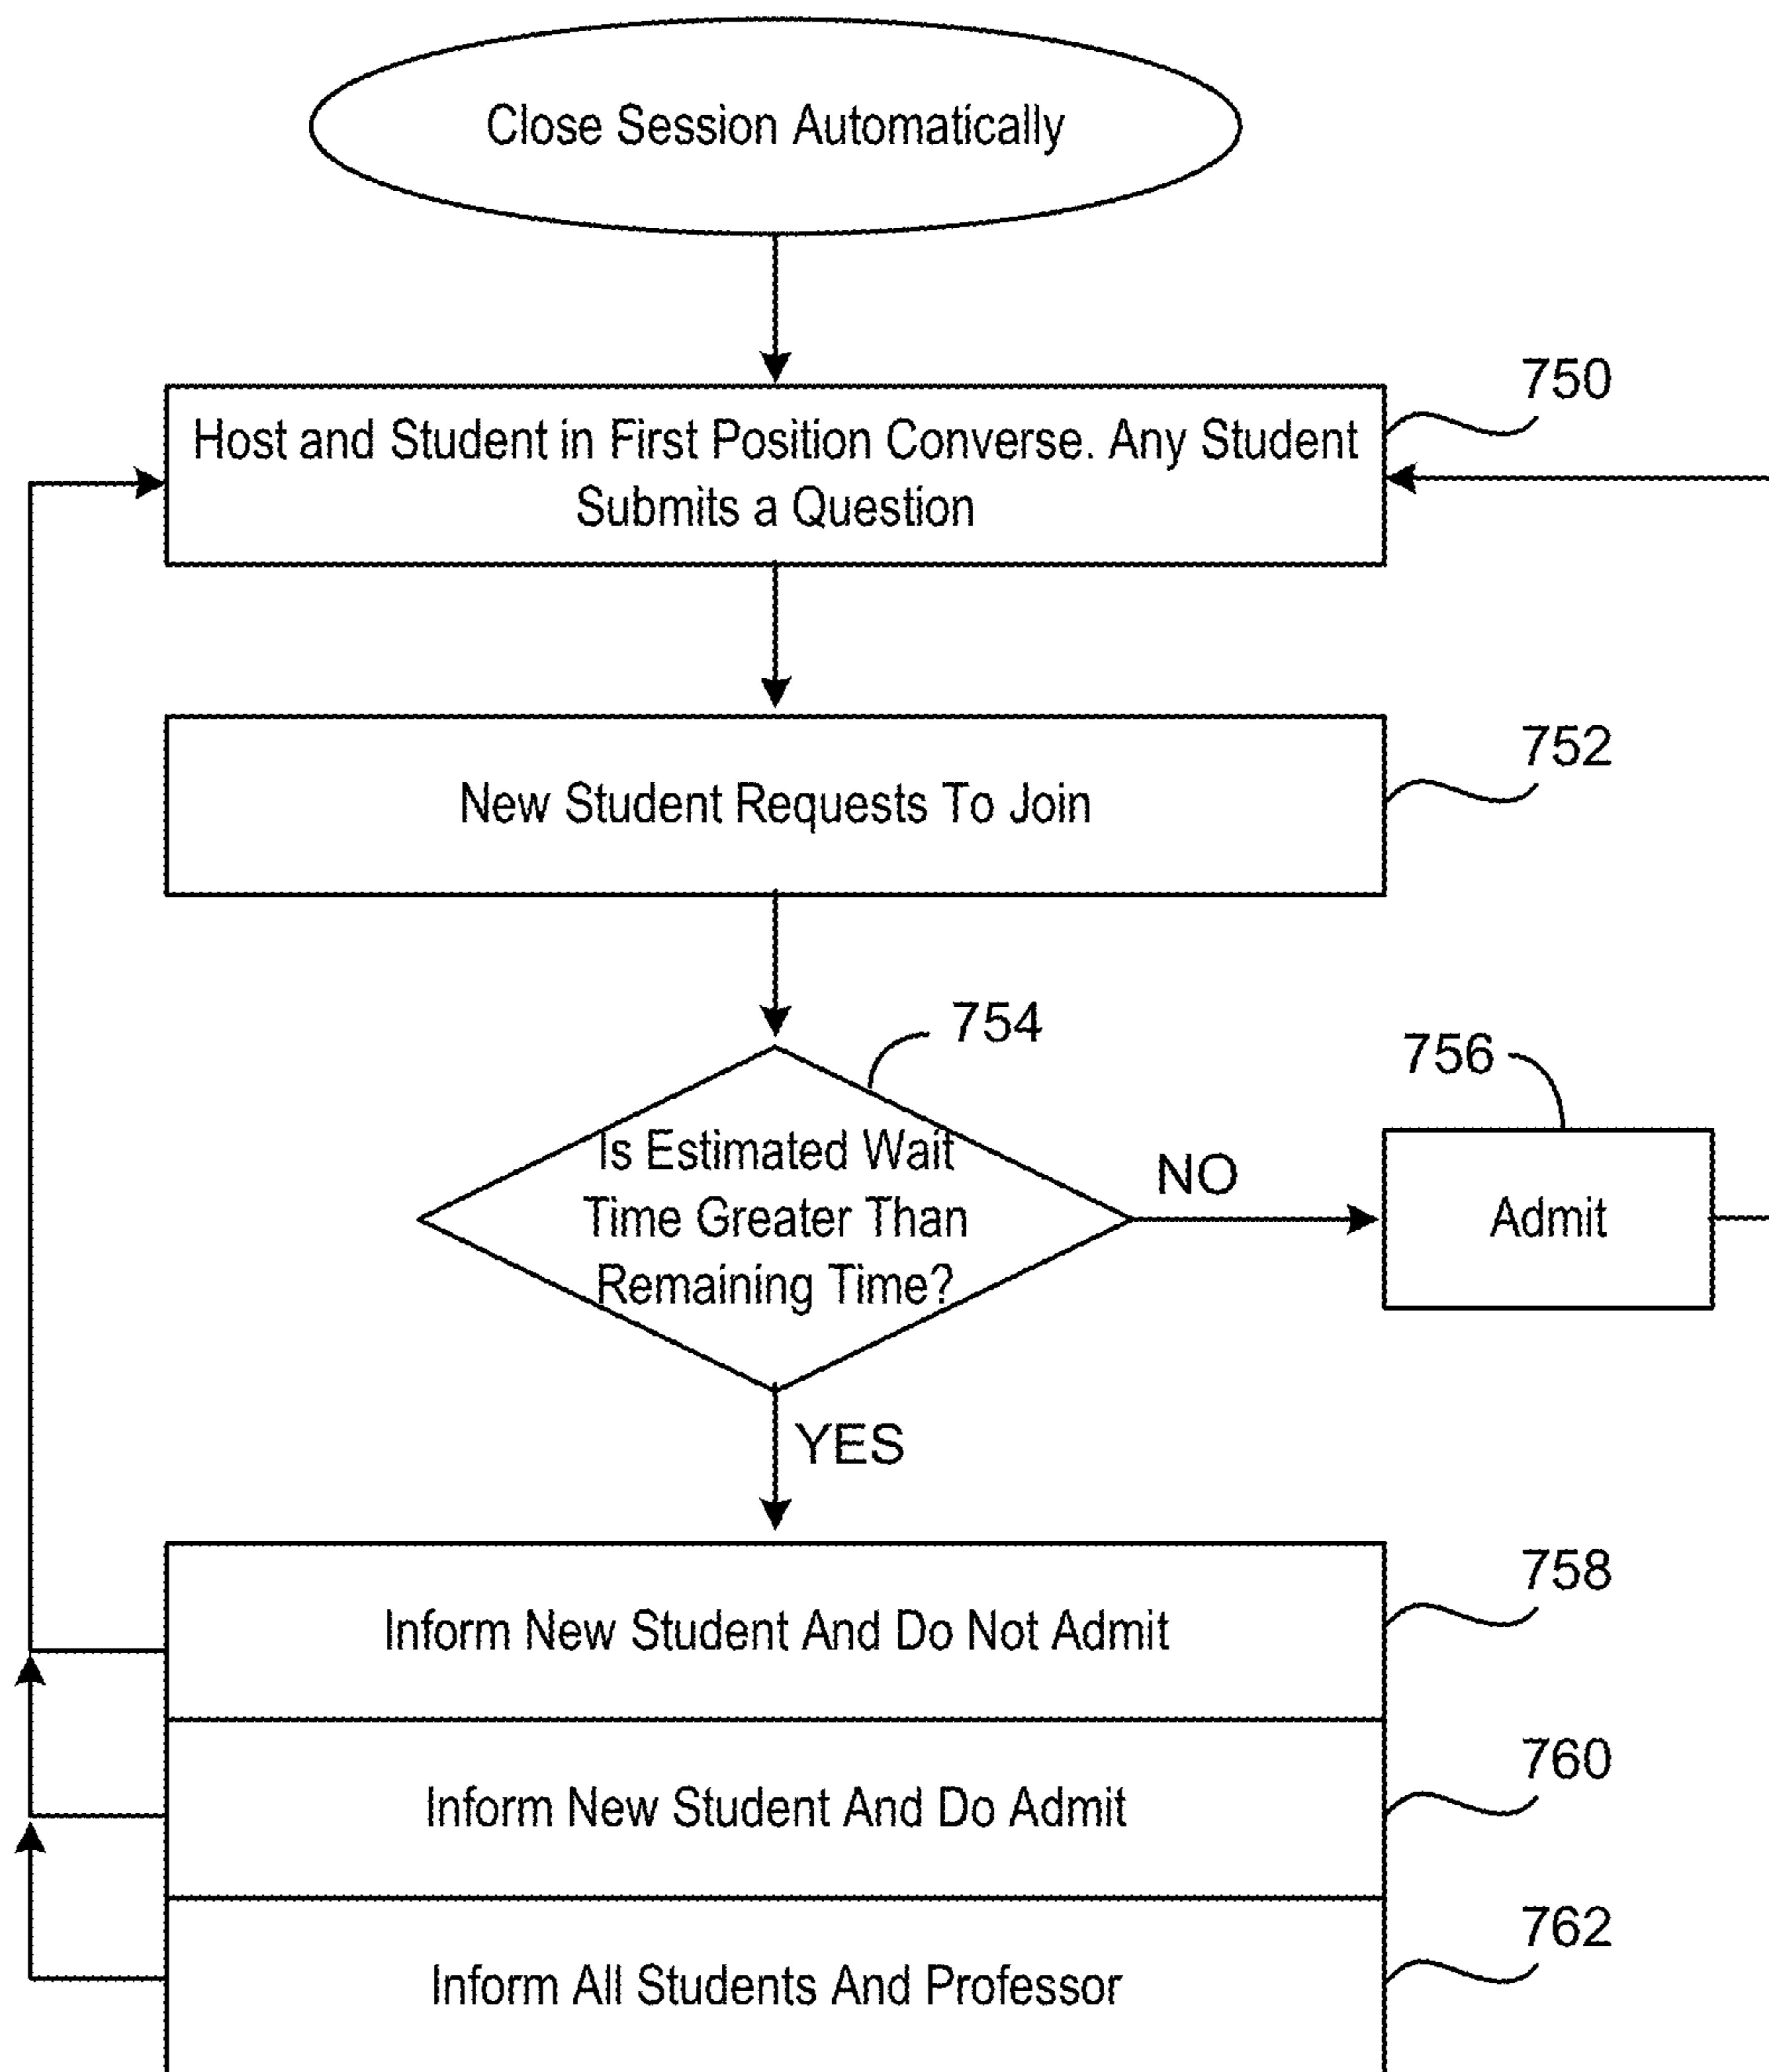 Close Session Automatically
750
Host and Student in First Position Converse. Any Student
Submits a Question
752
New Student Requests To Join
754
756
Is Estimated Wait
Time Greater Than
Remaining Time?
NO
Admit
YES
758
Inform New Student And Do Not Admit
760
Inform New Student And Do Admit
762
Inform All Students And Professor